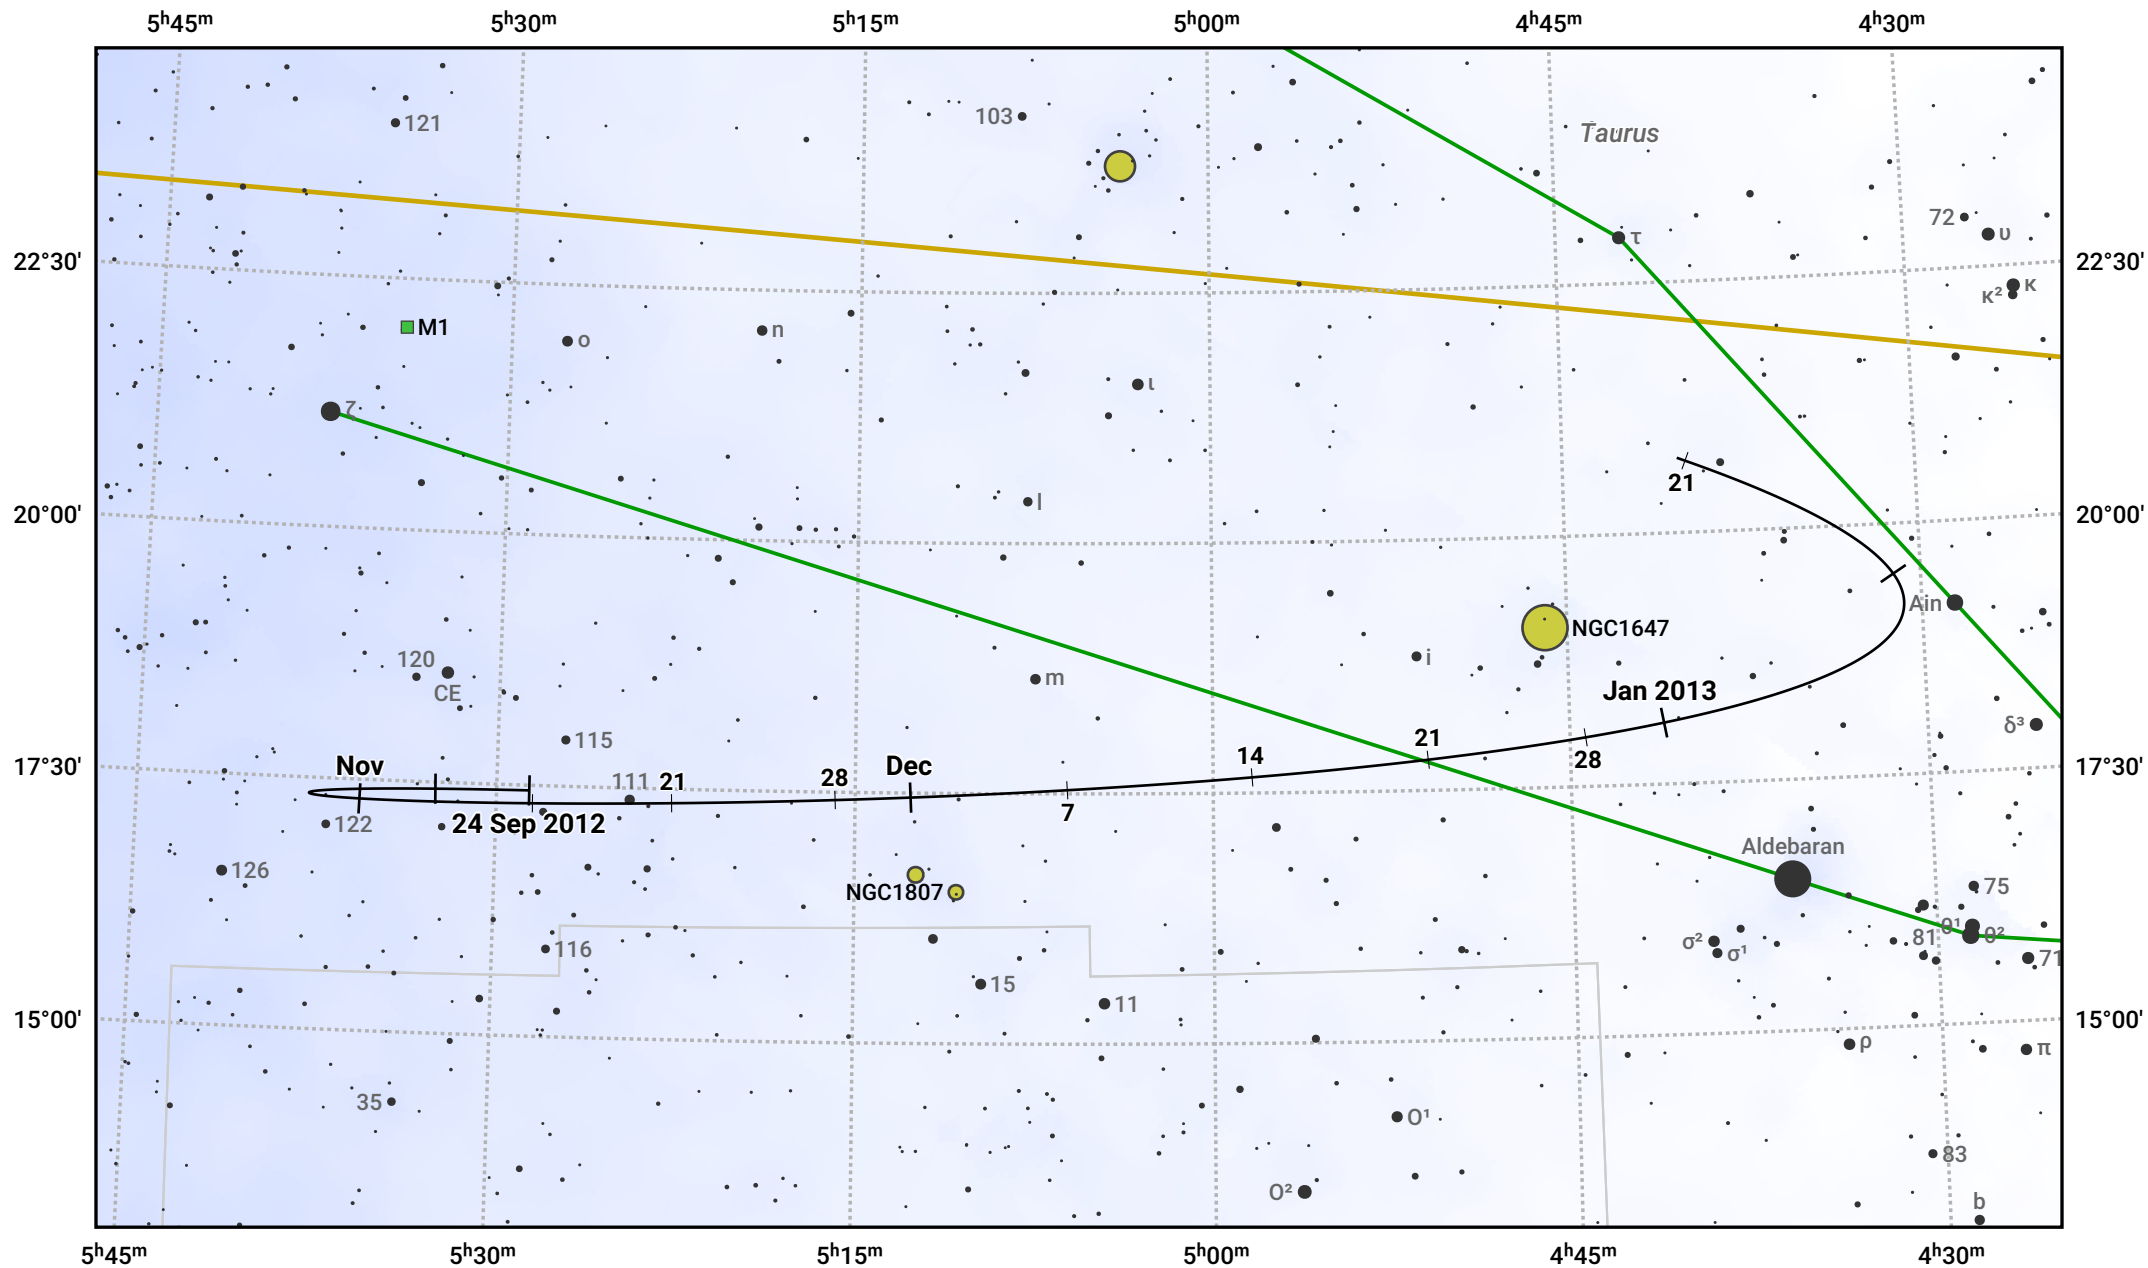 5ʰ45ᵐ 5ʰ30ᵐ 5ʰ15ᵐ 5ʰ00ᵐ 4ʰ45ᵐ 4ʰ30ᵐ
103
121
Taurus
72 υ
τ
22°30' 22°30'
κ
κ²
M1 n
o
ι
ζ
21
l
20°00' 20°00'
Ain
NGC1647
i
120
m
CE
Jan 2013
δ³
115 21
14 28
Nov Dec
17°30' 17°30'
28
111 21
7
122 24 Sep 2012
Aldebaran
126
75
NGC1807
θ¹
81 θ²
σ²
116 σ¹
71
15
11
15°00' 15°00'
ρ π
35
O¹
83
O²
b
5ʰ45ᵐ 5ʰ30ᵐ 5ʰ15ᵐ 5ʰ00ᵐ 4ʰ45ᵐ 4ʰ30ᵐ